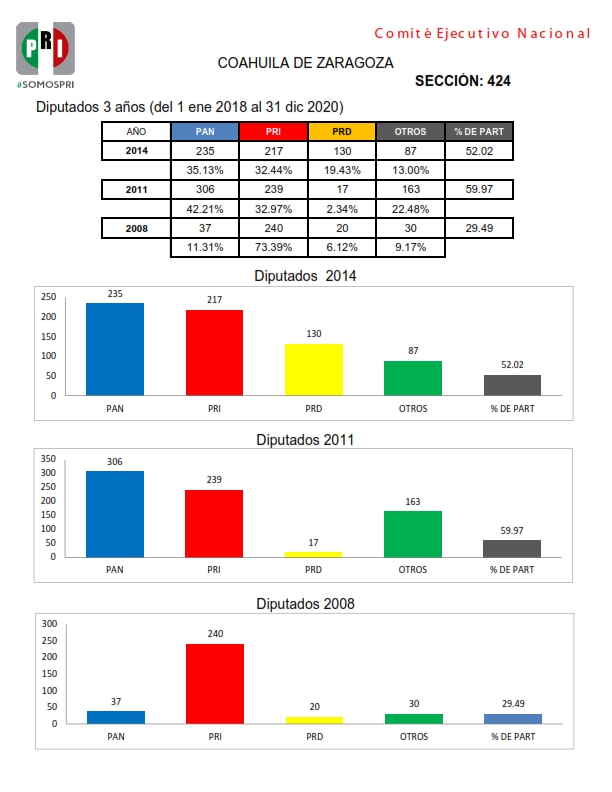 Comité Ejecutivo Nacional
PRI
#SOMOSPRI
COAHUILA DE ZARAGOZA
SECCIÓN: 424
Diputados 3 años (del 1 ene 2018 al 31 dic 2020)
AÑO PAN PRI PRD OTROS % DE PART
2014 235 217 130 87 52.02
35.13% 32.44% 19.43% 13.00%
2011 306 239 17 163 59.97
42.21% 32.97% 2.34% 22.48%
2008 37 240 20 30 29.49
11.31% 73.39% 6.12% 9.17%
Diputados 2014
250
200
150
100
50
0
235 217 130 87 52.02
PAN PRI PRD OTROS % DE PART
Diputados 2011
350
300
250
200
150
100
50
0
306 239 17 163 59.97
PAN PRI PRD OTROS % DE PART
Diputados 2008
300
250
200
150
100
50
0
37 240 20 30 29.49
PAN PRI PRD OTROS % DE PART